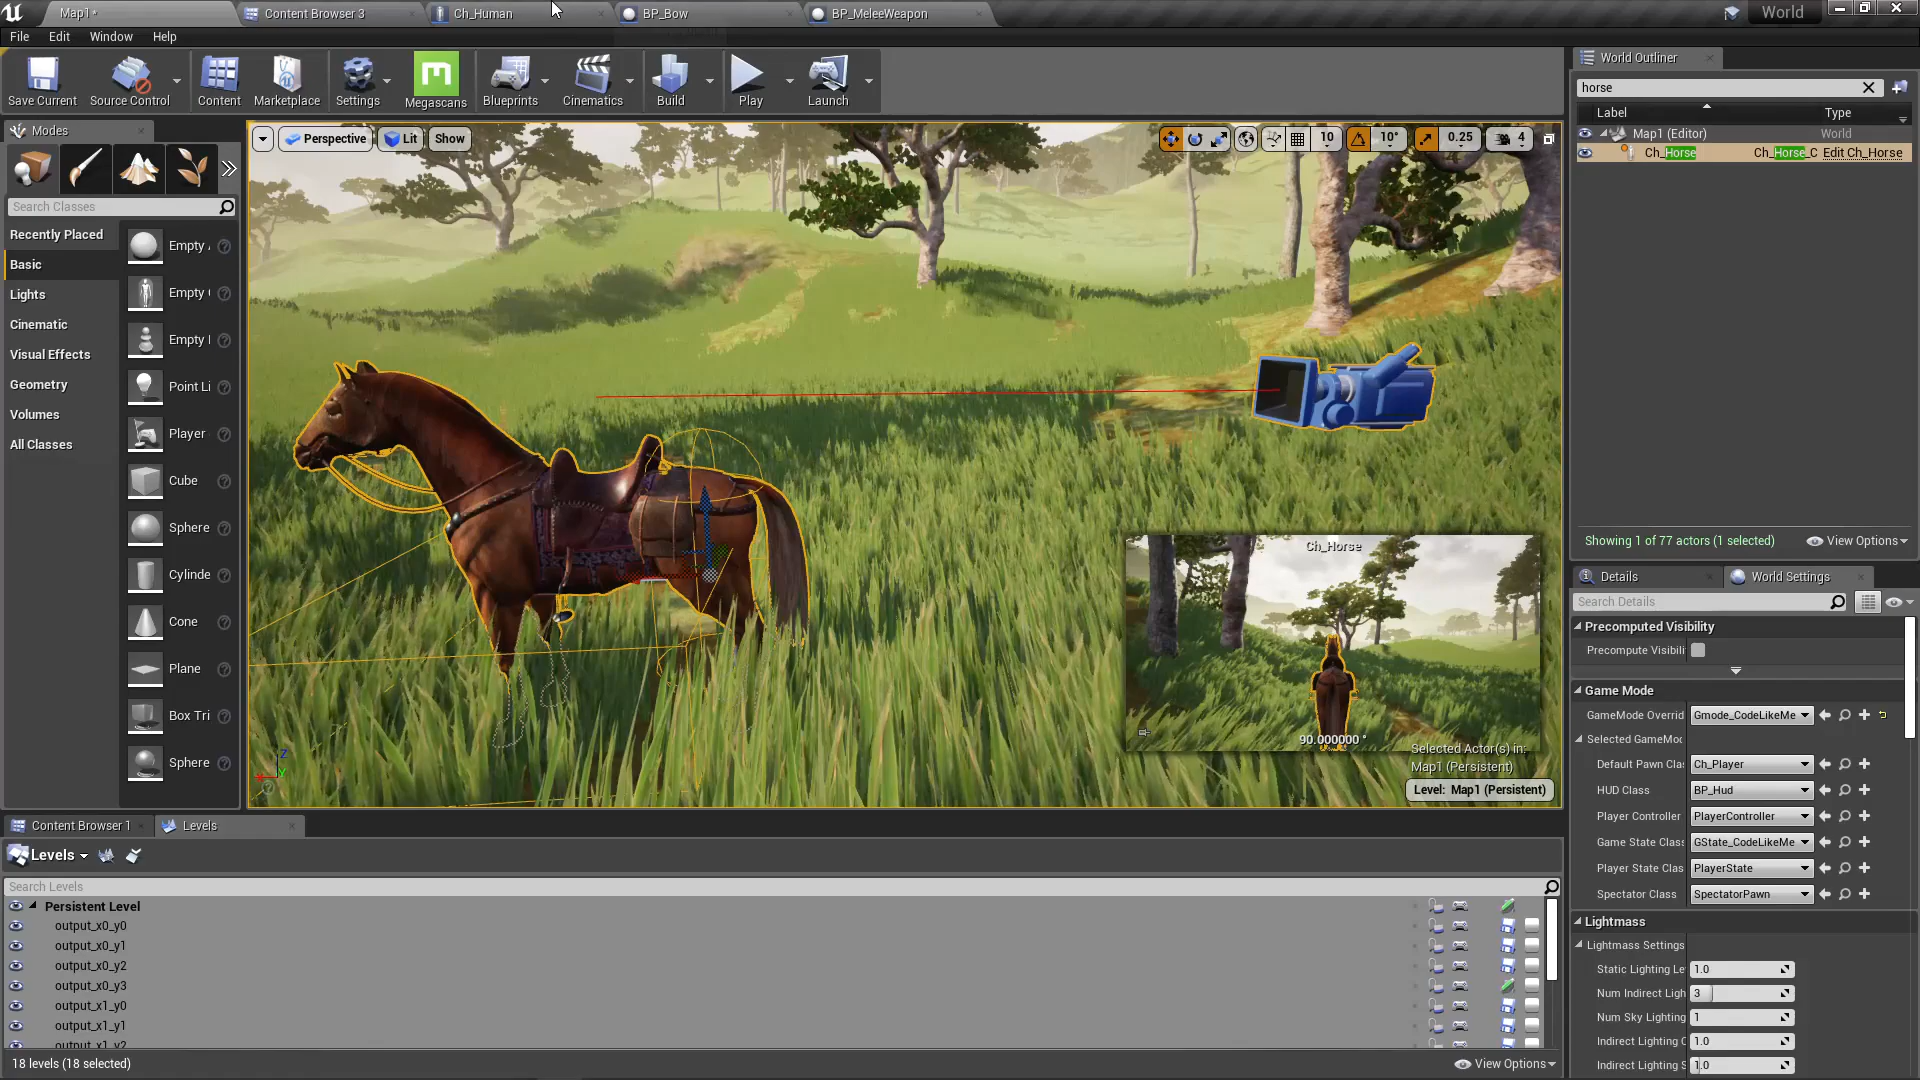 Map1*
Content Browser 3
Ch_Human
BP_Bow
BP_MeleeWeapon
World
File
Edit
Window
Help
Save Current
Source Control
Content
Marketplace
Settings
Megascans
Blueprints
Cinematics
Build
Play
Launch
World Outliner
horse
Label
Type
Map1 (Editor)
World
Ch_Horse
Ch_Horse_C
Edit Ch_Horse
Showing 1 of 77 actors (1 selected)
View Options
Modes
Search Classes
Recently Placed
Basic
Lights
Cinematic
Visual Effects
Geometry
Volumes
All Classes
Empty
Empty
Empty
Point Li
Player
Cube
Sphere
Cylinde
Cone
Plane
Box Tri
Sphere
Perspective
Lit
Show
10
10°
0.25
4
Ch_Horse
90.000000 °
Selected Actor(s) in:
Map1 (Persistent)
Level: Map1 (Persistent)
Z
Y
Details
World Settings
Search Details
Precomputed Visibility
Precompute Visibili
Game Mode
GameMode Overrid
Gmode_CodeLikeMe
Selected GameMod
Default Pawn Clas
Ch_Player
HUD Class
BP_Hud
Player Controller
PlayerController
Game State Class
GState_CodeLikeMe
Player State Clas
PlayerState
Spectator Class
SpectatorPawn
Lightmass
Lightmass Settings
Static Lighting Le
1.0
Num Indirect Ligh
3
Num Sky Lighting
1
Indirect Lighting Q
1.0
Indirect Lighting S
1.0
Content Browser 1
Levels
Levels
Search Levels
Persistent Level
output_x0_y0
output_x0_y1
output_x0_y2
output_x0_y3
output_x1_y0
output_x1_y1
output_x1_y2
18 levels (18 selected)
View Options